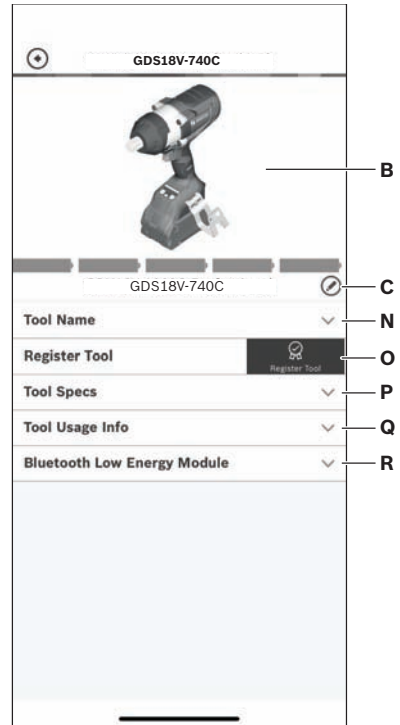 GDS18V-740C
B
GDS18V-740C
C
Tool Name
N
Register Tool
Register Tool
O
Tool Specs
P
Tool Usage Info
Q
Bluetooth Low Energy Module
R